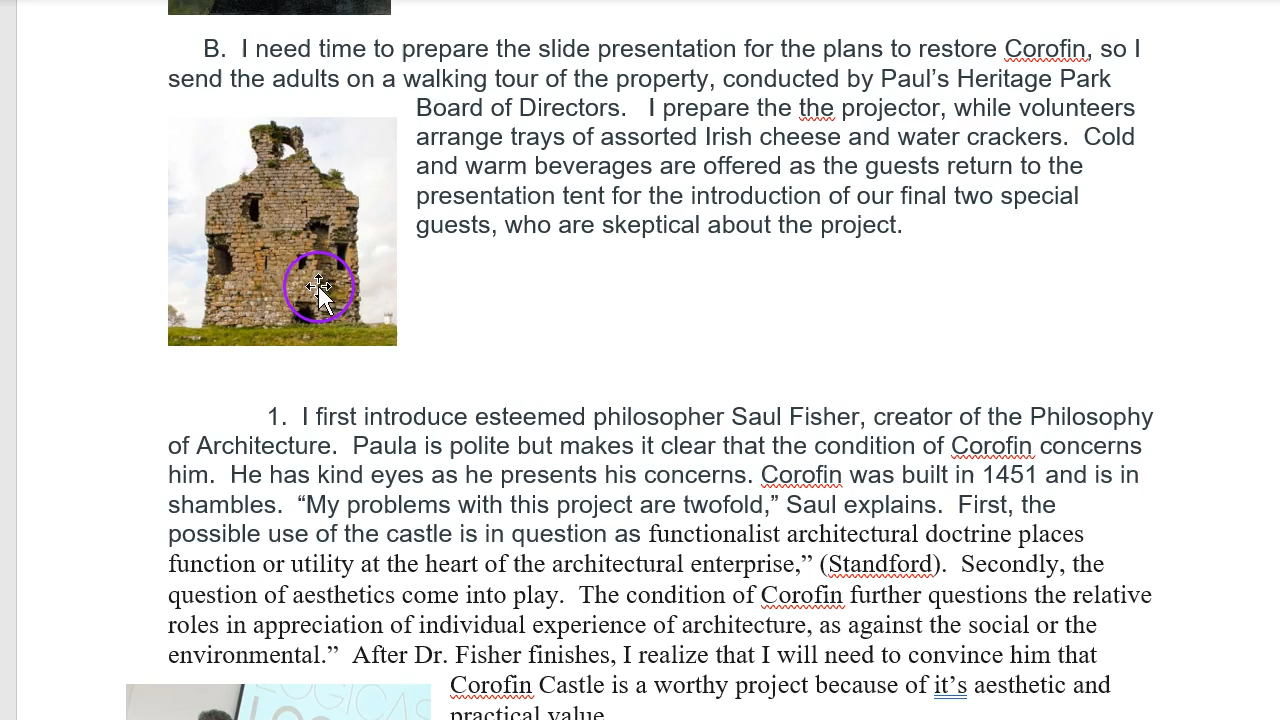 B. I need time to prepare the slide presentation for the plans to restore Corofin, so I
send the adults on a walking tour of the property, conducted by Paul’s Heritage Park
Board of Directors. I prepare the the projector, while volunteers
arrange trays of assorted Irish cheese and water crackers. Cold
and warm beverages are offered as the guests return to the
presentation tent for the introduction of our final two special
guests, who are skeptical about the project.
1. I first introduce esteemed philosopher Saul Fisher, creator of the Philosophy
of Architecture. Paula is polite but makes it clear that the condition of Corofin concerns
him. He has kind eyes as he presents his concerns. Corofin was built in 1451 and is in
shambles. “My problems with this project are twofold,” Saul explains. First, the
possible use of the castle is in question as functionalist architectural doctrine places
function or utility at the heart of the architectural enterprise,” (Standford). Secondly, the
question of aesthetics come into play. The condition of Corofin further questions the relative
roles in appreciation of individual experience of architecture, as against the social or the
environmental.” After Dr. Fisher finishes, I realize that I will need to convince him that
Corofin Castle is a worthy project because of it’s aesthetic and
practical value.